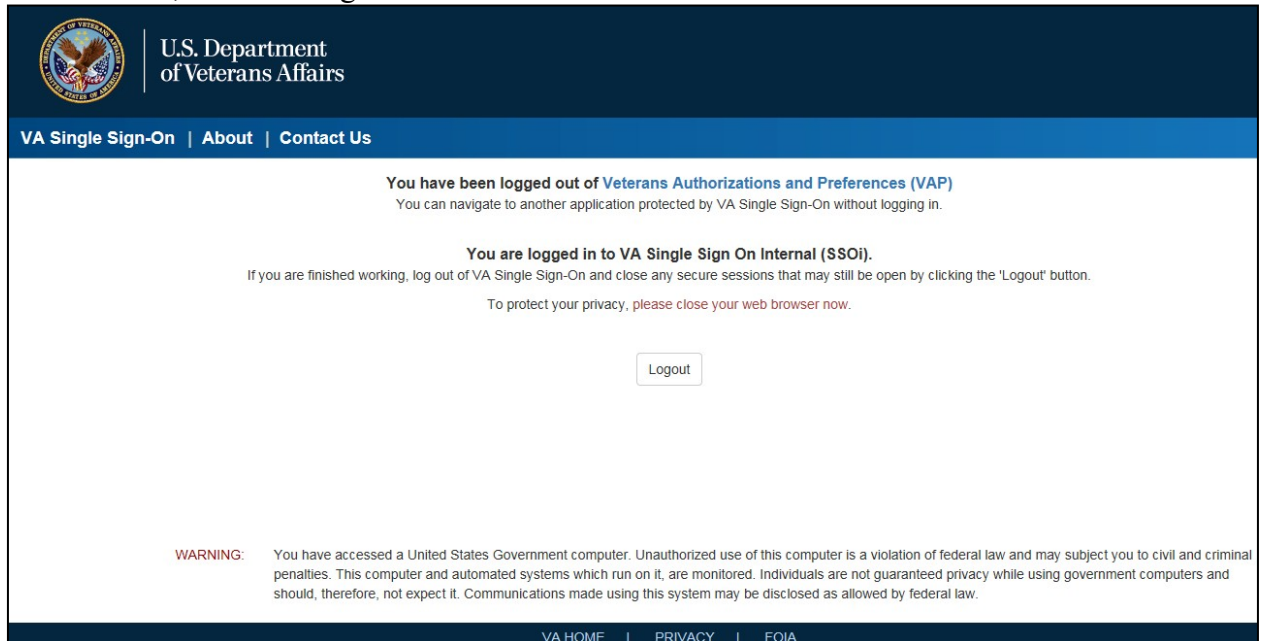 U.S. Department
of Veterans Affairs
VA Single Sign-On | About | Contact Us
You have been logged out of Veterans Authorizations and Preferences (VAP)
You can navigate to another application protected by VA Single Sign-On without logging in.
You are logged in to VA Single Sign On Internal (SSOi).
If you are finished working, log out of VA Single Sign-On and close any secure sessions that may still be open by clicking the 'Logout' button.
To protect your privacy, please close your web browser now.
Logout
WARNING: You have accessed a United States Government computer. Unauthorized use of this computer is a violation of federal law and may subject you to civil and criminal
penalties. This computer and automated systems which run on it, are monitored. Individuals are not guaranteed privacy while using government computers and
should, therefore, not expect it. Communications made using this system may be disclosed as allowed by federal law.
VA HOME | PRIVACY | FOIA